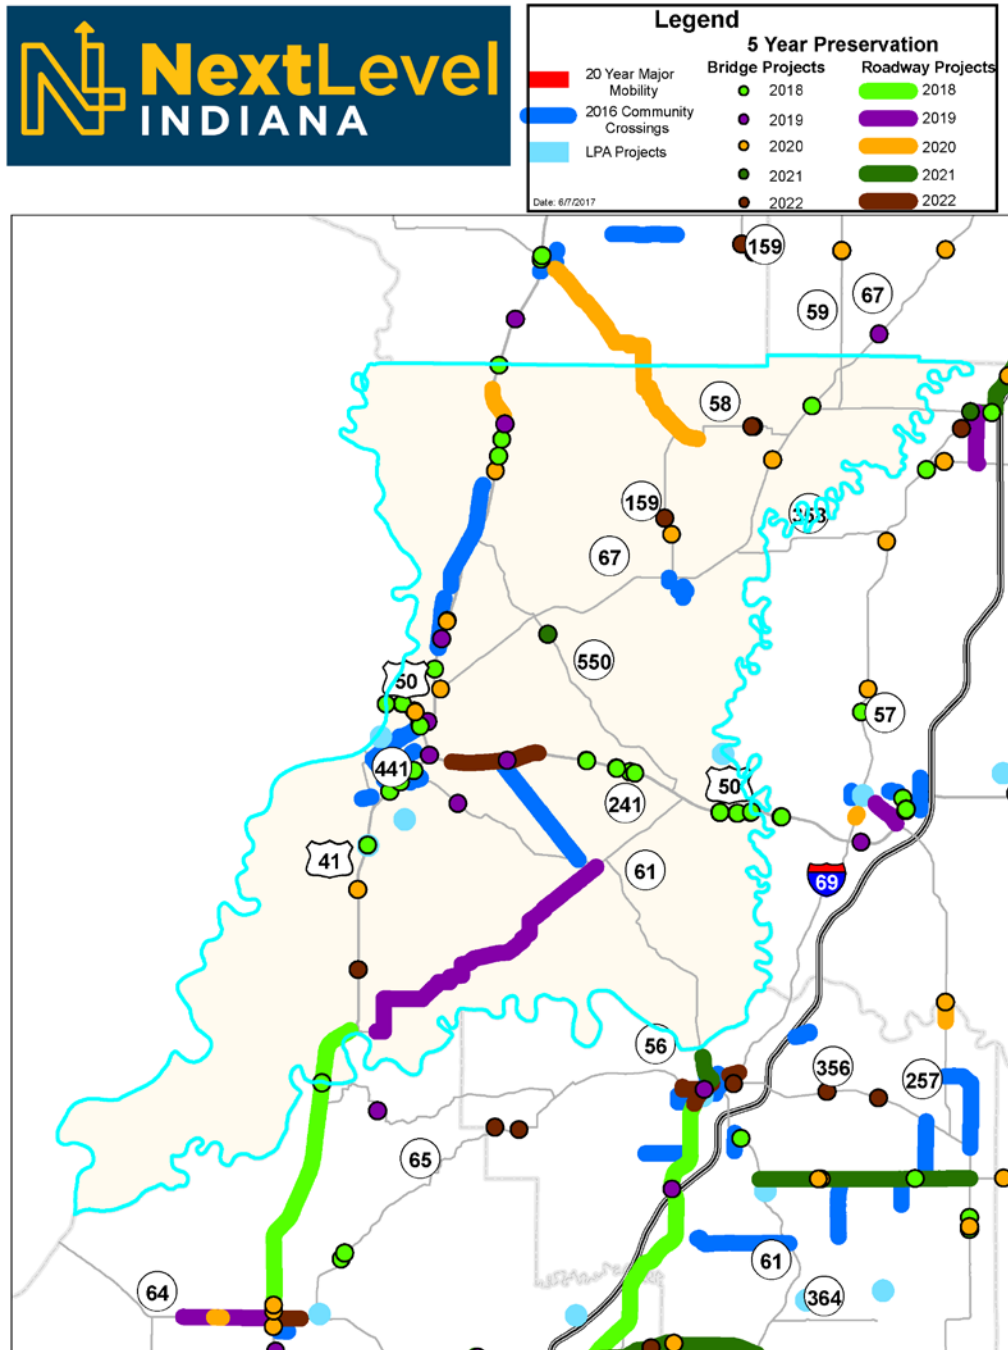 NextLevel
INDIANA
Legend
5 Year Preservation
Bridge Projects
Roadway Projects
20 Year Major
Mobility
2016 Community
Crossings
LPA Projects
2018
2019
2020
2021
2022
2018
2019
2020
2021
2022
Date: 6/7/2017
159
67
59
58
159
353
67
550
50
57
441
50
241
41
61
69
56
356
257
65
61
64
364